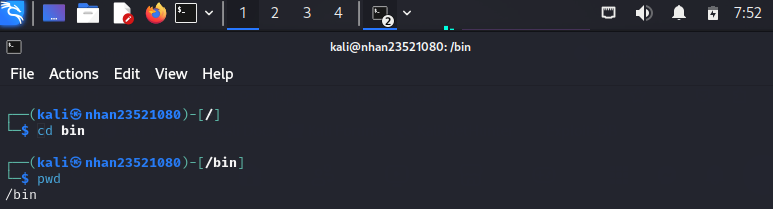 1 2 3 4 2 7:52
kali@nhan23521080: /bin
File Actions Edit View Help
┌──(kali㉿nhan23521080)-[/]
└─$ cd bin
┌──(kali㉿nhan23521080)-[/bin]
└─$ pwd
/bin